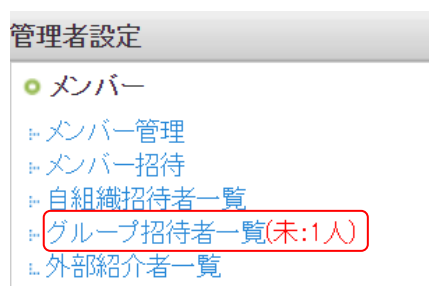 管理者設定
メンバー
メンバー管理
メンバー招待
自組織招待者一覧
グループ招待者一覧(未:1人)
外部紹介者一覧